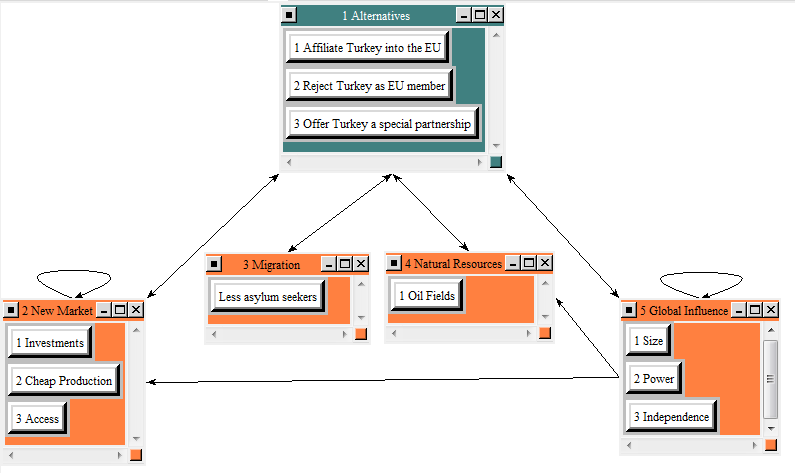 1 Alternatives
1 Affiliate Turkey into the EU
2 Reject Turkey as EU member
3 Offer Turkey a special partnership
3 Migration
Less asylum seekers
4 Natural Resources
1 Oil Fields
2 New Market
1 Investments
2 Cheap Production
3 Access
5 Global Influence
1 Size
2 Power
3 Independence